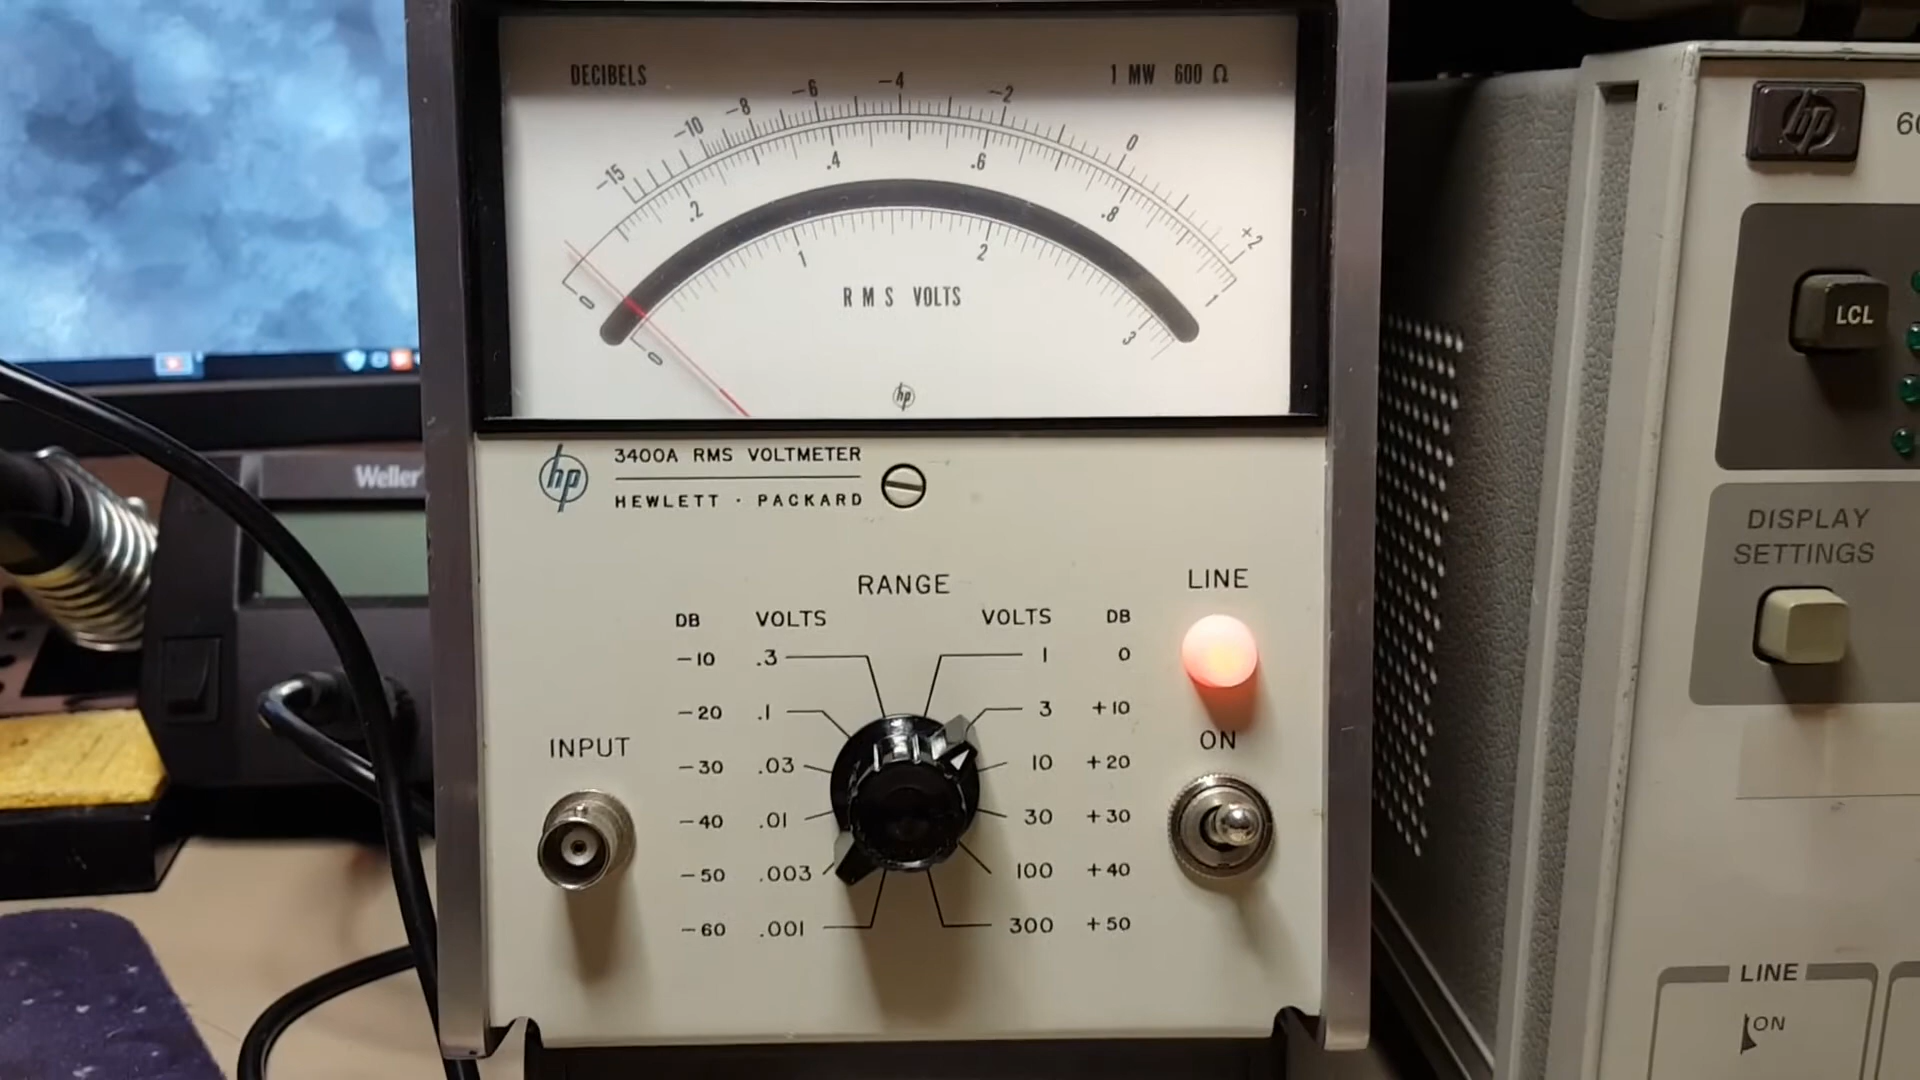 DECIBELS
1 MW 600 Ω
-15 -10 -8 -6 -4 -2 0 +2
0 .2 .4 .6 .8 1
0 1 2 3
RMS VOLTS
hp
hp
3400A RMS VOLTMETER
HEWLETT · PACKARD
RANGE
LINE
DB VOLTS VOLTS DB
-10 .3 1 0
-20 .1 3 +10
-30 .03 10 +20
-40 .01 30 +30
-50 .003 100 +40
-60 .001 300 +50
INPUT
ON
Weller
hp
LCL
DISPLAY
SETTINGS
LINE
ON